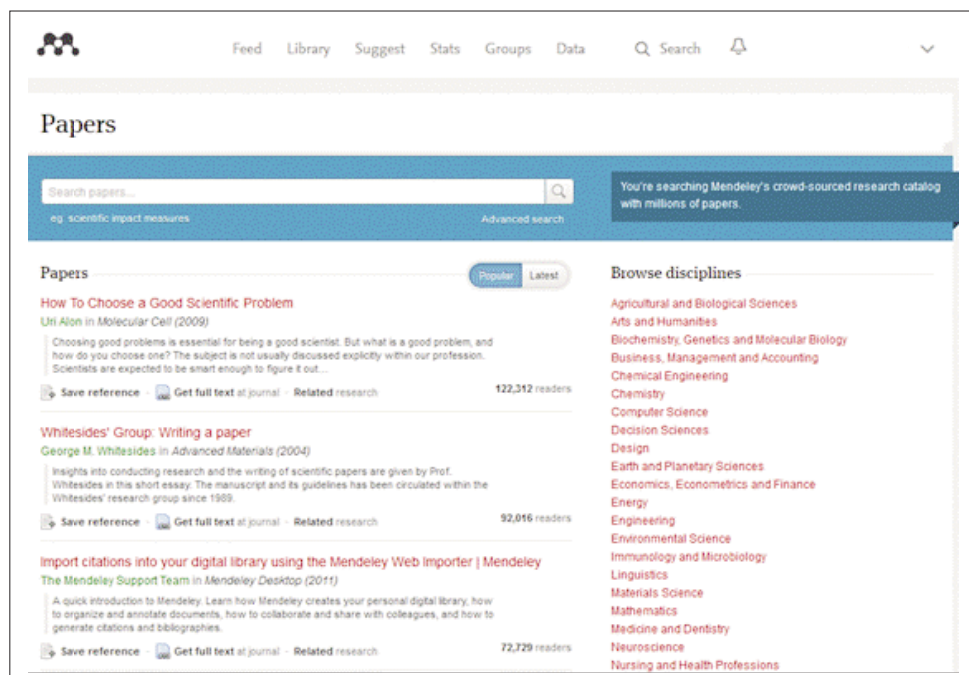 Feed Library Suggest Stats Groups Data Search
Papers
Search papers...
eg. scientific impact measures
Advanced search
You're searching Mendeley's crowd-sourced research catalog
with millions of papers.
Papers
Popular Latest
How To Choose a Good Scientific Problem
Uri Alon in Molecular Cell (2009)
Choosing good problems is essential for being a good scientist. But what is a good problem, and
how do you choose one? The subject is not usually discussed explicitly within our profession.
Scientists are expected to be smart enough to figure it out...
Save reference · Get full text at journal · Related research 122,312 readers
Whitesides' Group: Writing a paper
George M. Whitesides in Advanced Materials (2004)
Insights into conducting research and the writing of scientific papers are given by Prof.
Whitesides in this short essay. The manuscript and its guidelines has been circulated within the
Whitesides' research group since 1989.
Save reference · Get full text at journal · Related research 92,016 readers
Import citations into your digital library using the Mendeley Web Importer | Mendeley
The Mendeley Support Team in Mendeley Desktop (2011)
A quick introduction to Mendeley. Learn how Mendeley creates your personal digital library, how
to organize and annotate documents, how to collaborate and share with colleagues, and how to
generate citations and bibliographies.
Save reference · Get full text at journal · Related research 72,729 readers
Browse disciplines
Agricultural and Biological Sciences
Arts and Humanities
Biochemistry, Genetics and Molecular Biology
Business, Management and Accounting
Chemical Engineering
Chemistry
Computer Science
Decision Sciences
Design
Earth and Planetary Sciences
Economics, Econometrics and Finance
Energy
Engineering
Environmental Science
Immunology and Microbiology
Linguistics
Materials Science
Mathematics
Medicine and Dentistry
Neuroscience
Nursing and Health Professions